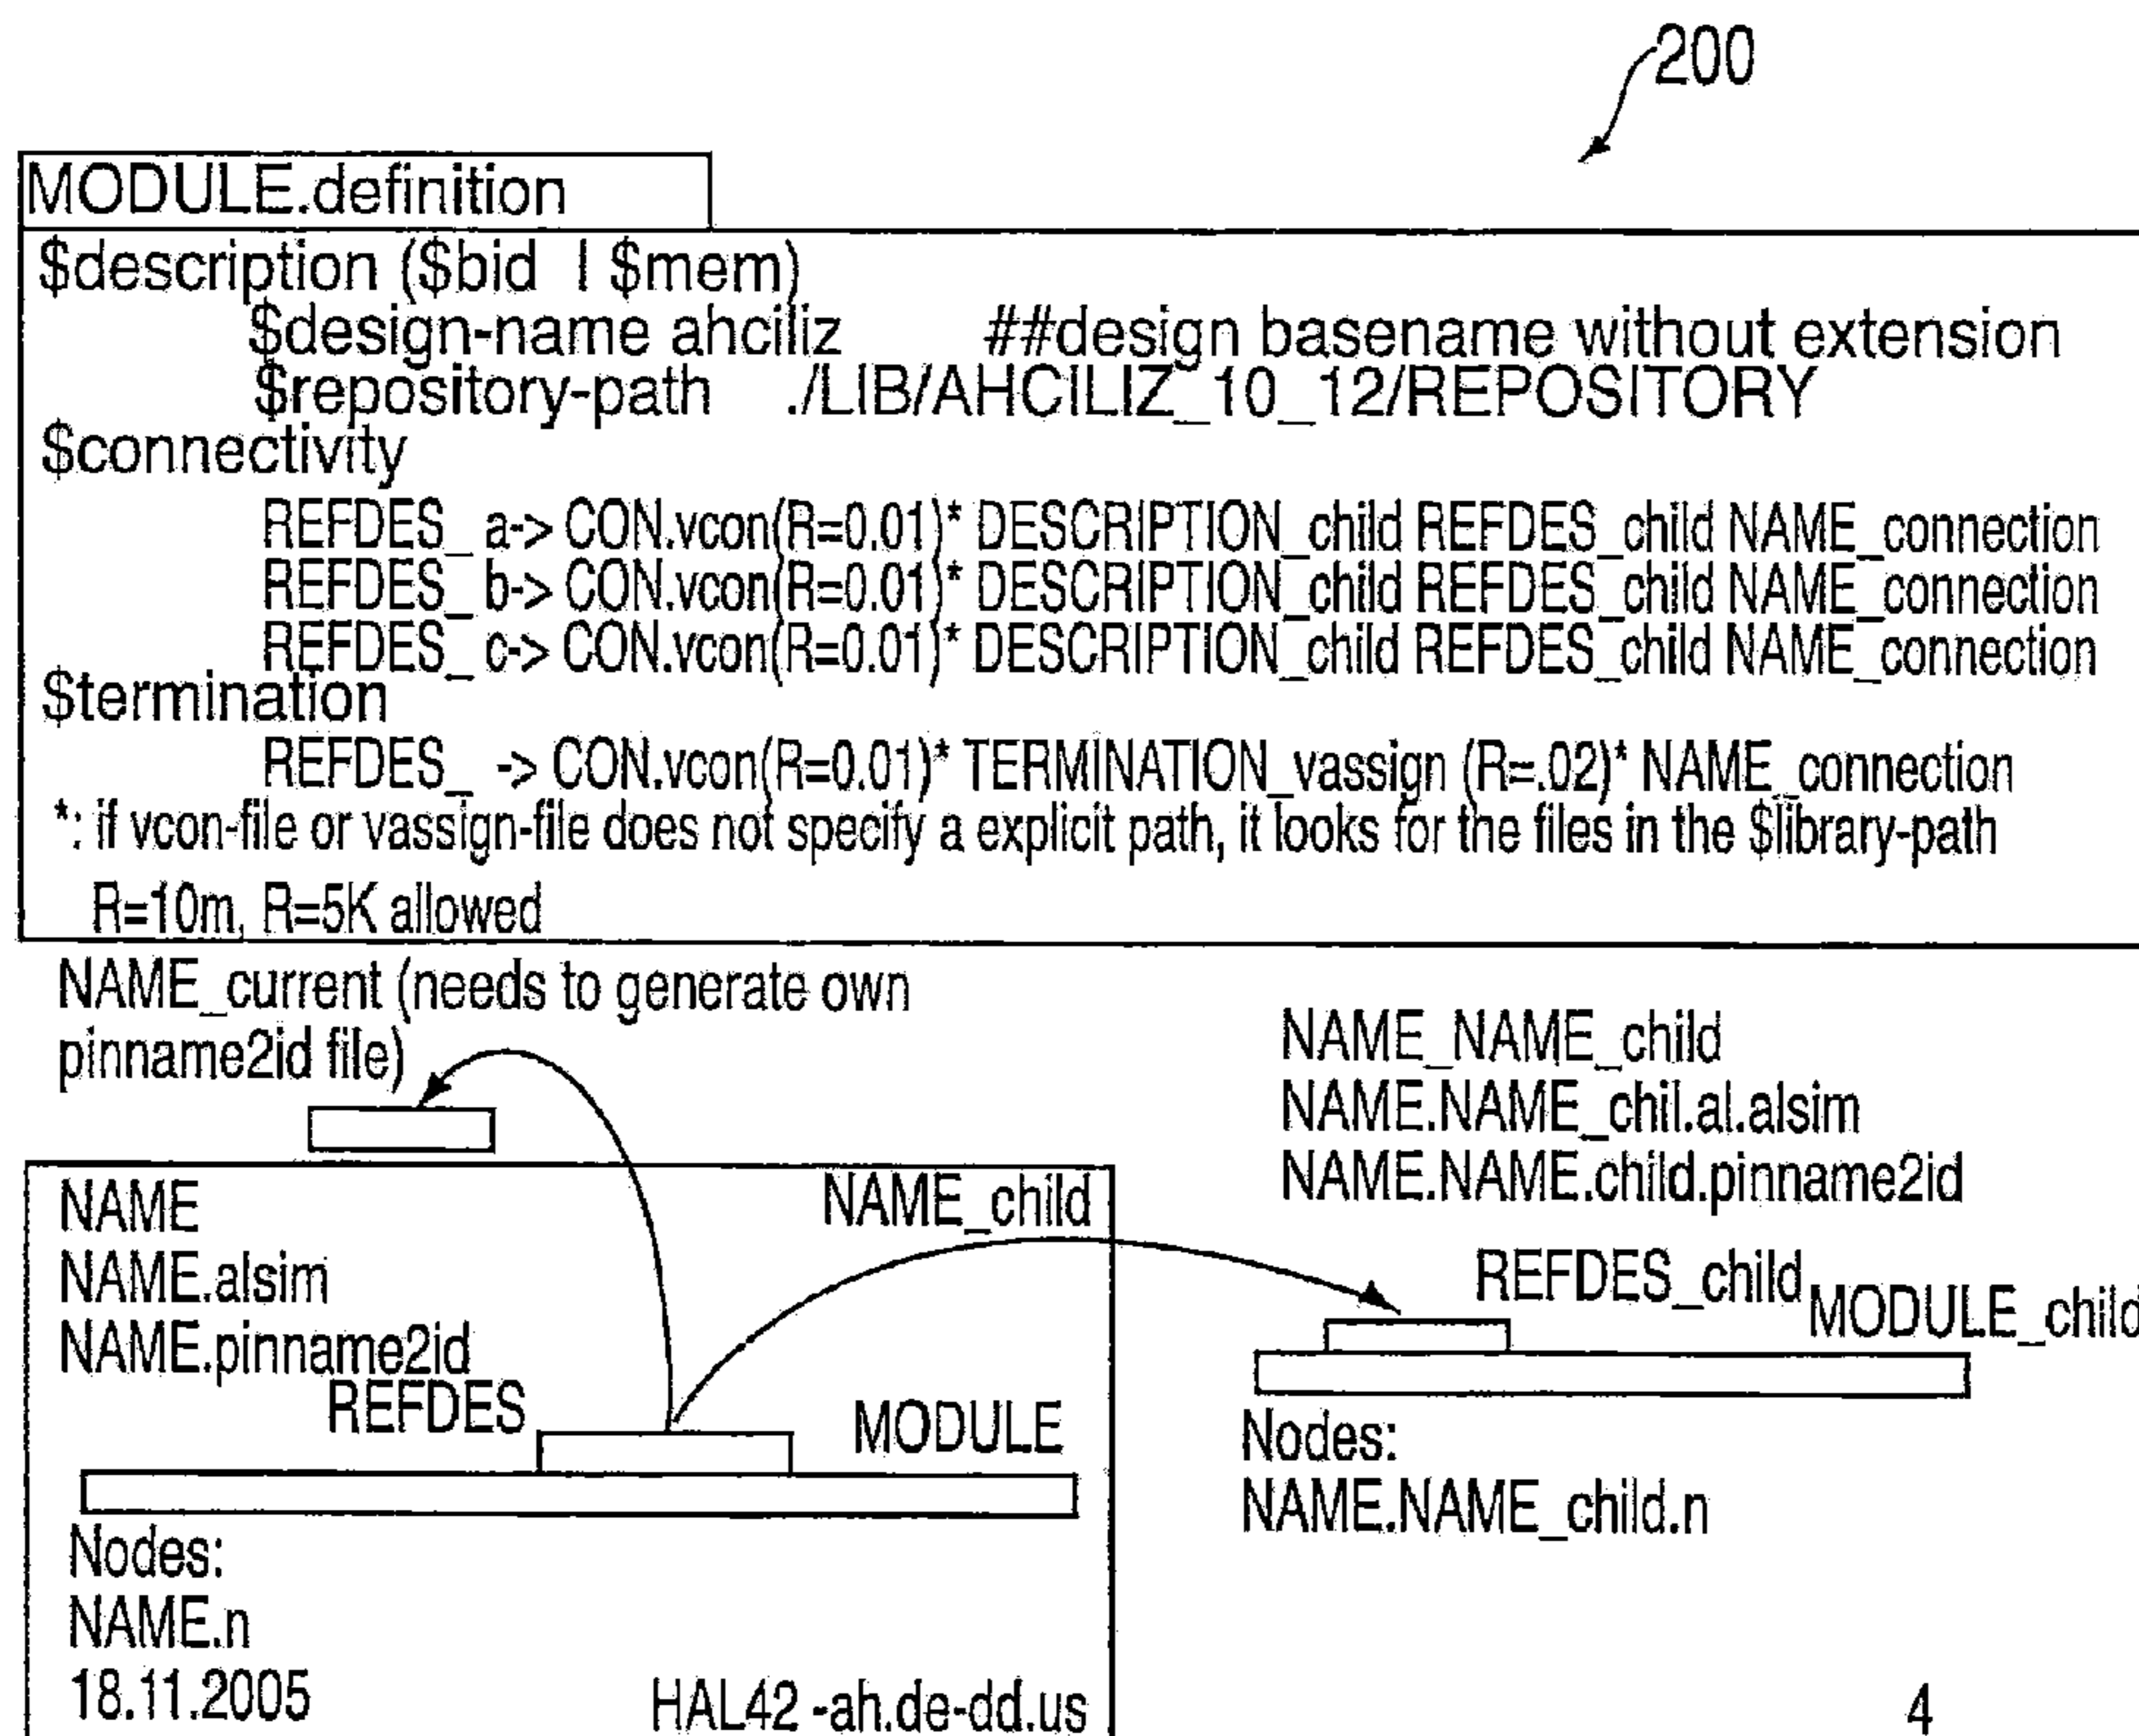 200
MODULE.definition
$description ($bid | $mem)
$design-name ahciliz ##design basename without extension
$repository-path ./LIB/AHCILIZ_10_12/REPOSITORY
$connectivity
REFDES_ a-> CON.vcon(R=0.01)* DESCRIPTION_child REFDES_child NAME_connection
REFDES_ b-> CON.vcon(R=0.01)* DESCRIPTION_child REFDES_child NAME_connection
REFDES_ c-> CON.vcon(R=0.01)* DESCRIPTION_child REFDES_child NAME_connection
$termination
REFDES_ -> CON.vcon(R=0.01)* TERMINATION_vassign (R=.02)* NAME_connection
*: if vcon-file or vassign-file does not specify a explicit path, it looks for the files in the $library-path
R=10m, R=5K allowed
NAME_current (needs to generate own
pinname2id file)
NAME_NAME_child
NAME.NAME_chil.al.alsim
NAME.NAME.child.pinname2id
NAME
NAME_child
NAME.alsim
NAME.pinname2id
REFDES
MODULE
REFDES_child
MODULE_child
Nodes:
NAME.NAME_child.n
Nodes:
NAME.n
18.11.2005
HAL42 -ah.de-dd.us
4